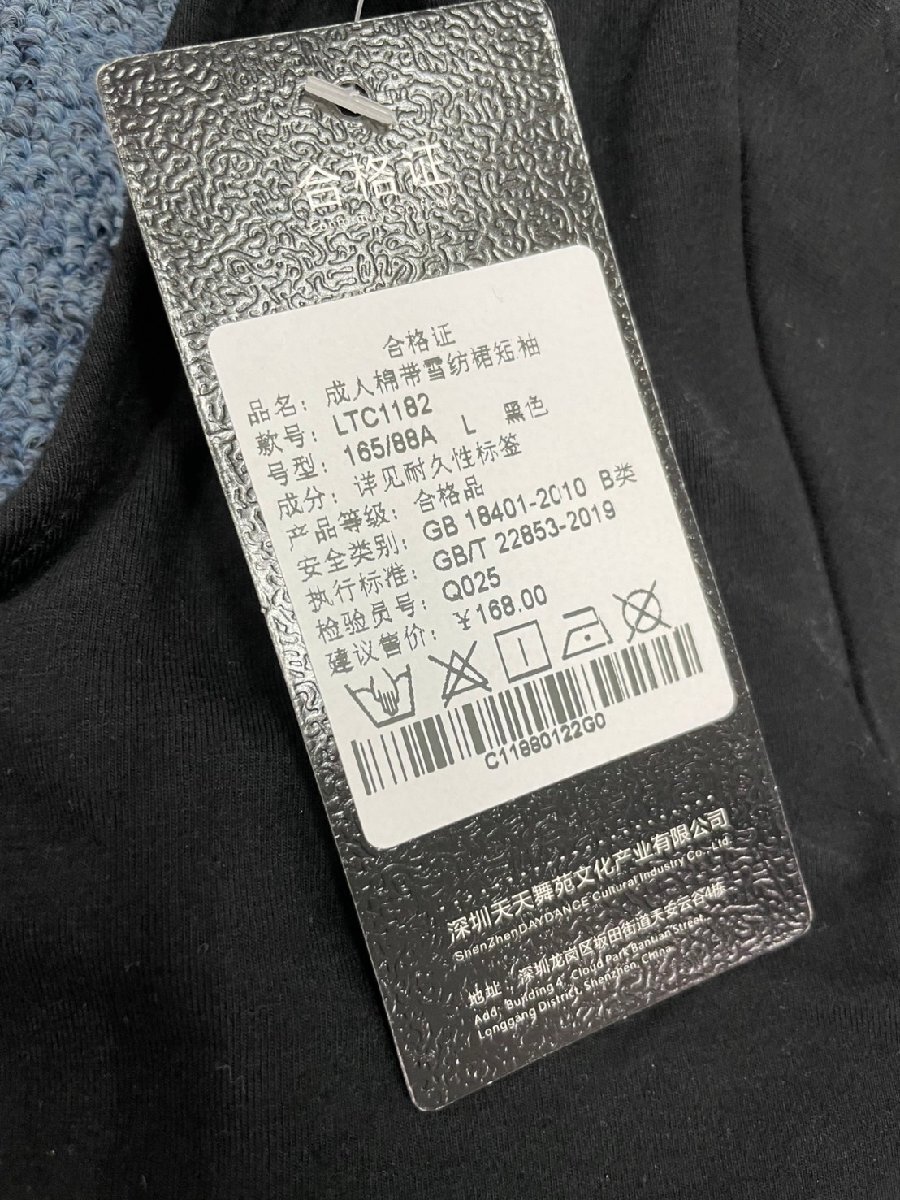 合格证
合格证
品名：成人棉带雪纺裙短袖
款号：LTC1182
号型：165/88A L 黑色
成分：详见耐久性标签
产品等级：合格品
安全类别：GB 18401-2010 B类
执行标准：GB/T 22853-2019
检验员号：Q025
建议售价：￥168.00
C11880122G0
深圳天天舞苑文化产业有限公司
ShenZhenDAYDANCE Cultural Industry Co., Ltd
地址：深圳龙岗区坂田街道天安云谷4栋
Add: Building 4, Cloud Park Bantian Street,
Longgang District, Shenzhen, China